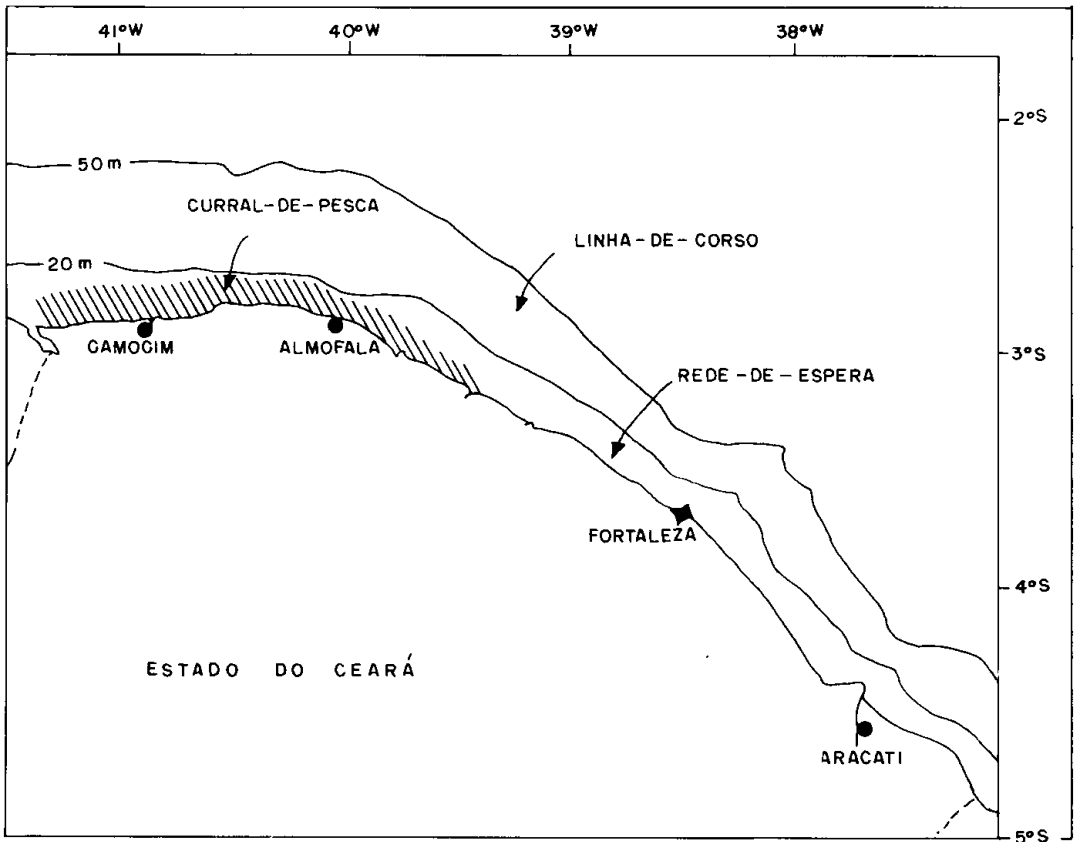 41°W
40°W
39°W
38°W
2°S
50 m
CURRAL-DE-PESCA
LINHA-DE-CORSO
20 m
CAMOCIM
ALMOFALA
3°S
REDE-DE-ESPERA
FORTALEZA
4°S
ESTADO DO CEARÁ
ARACATI
5°S